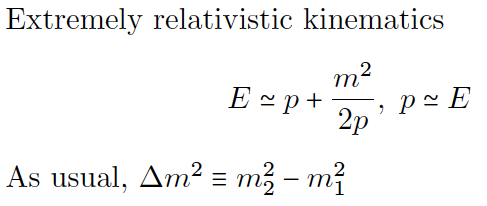 Extremely relativistic kinematics
E ≃ p + m²/2p, p ≃ E
As usual, Δm² ≡ m₂² − m₁²